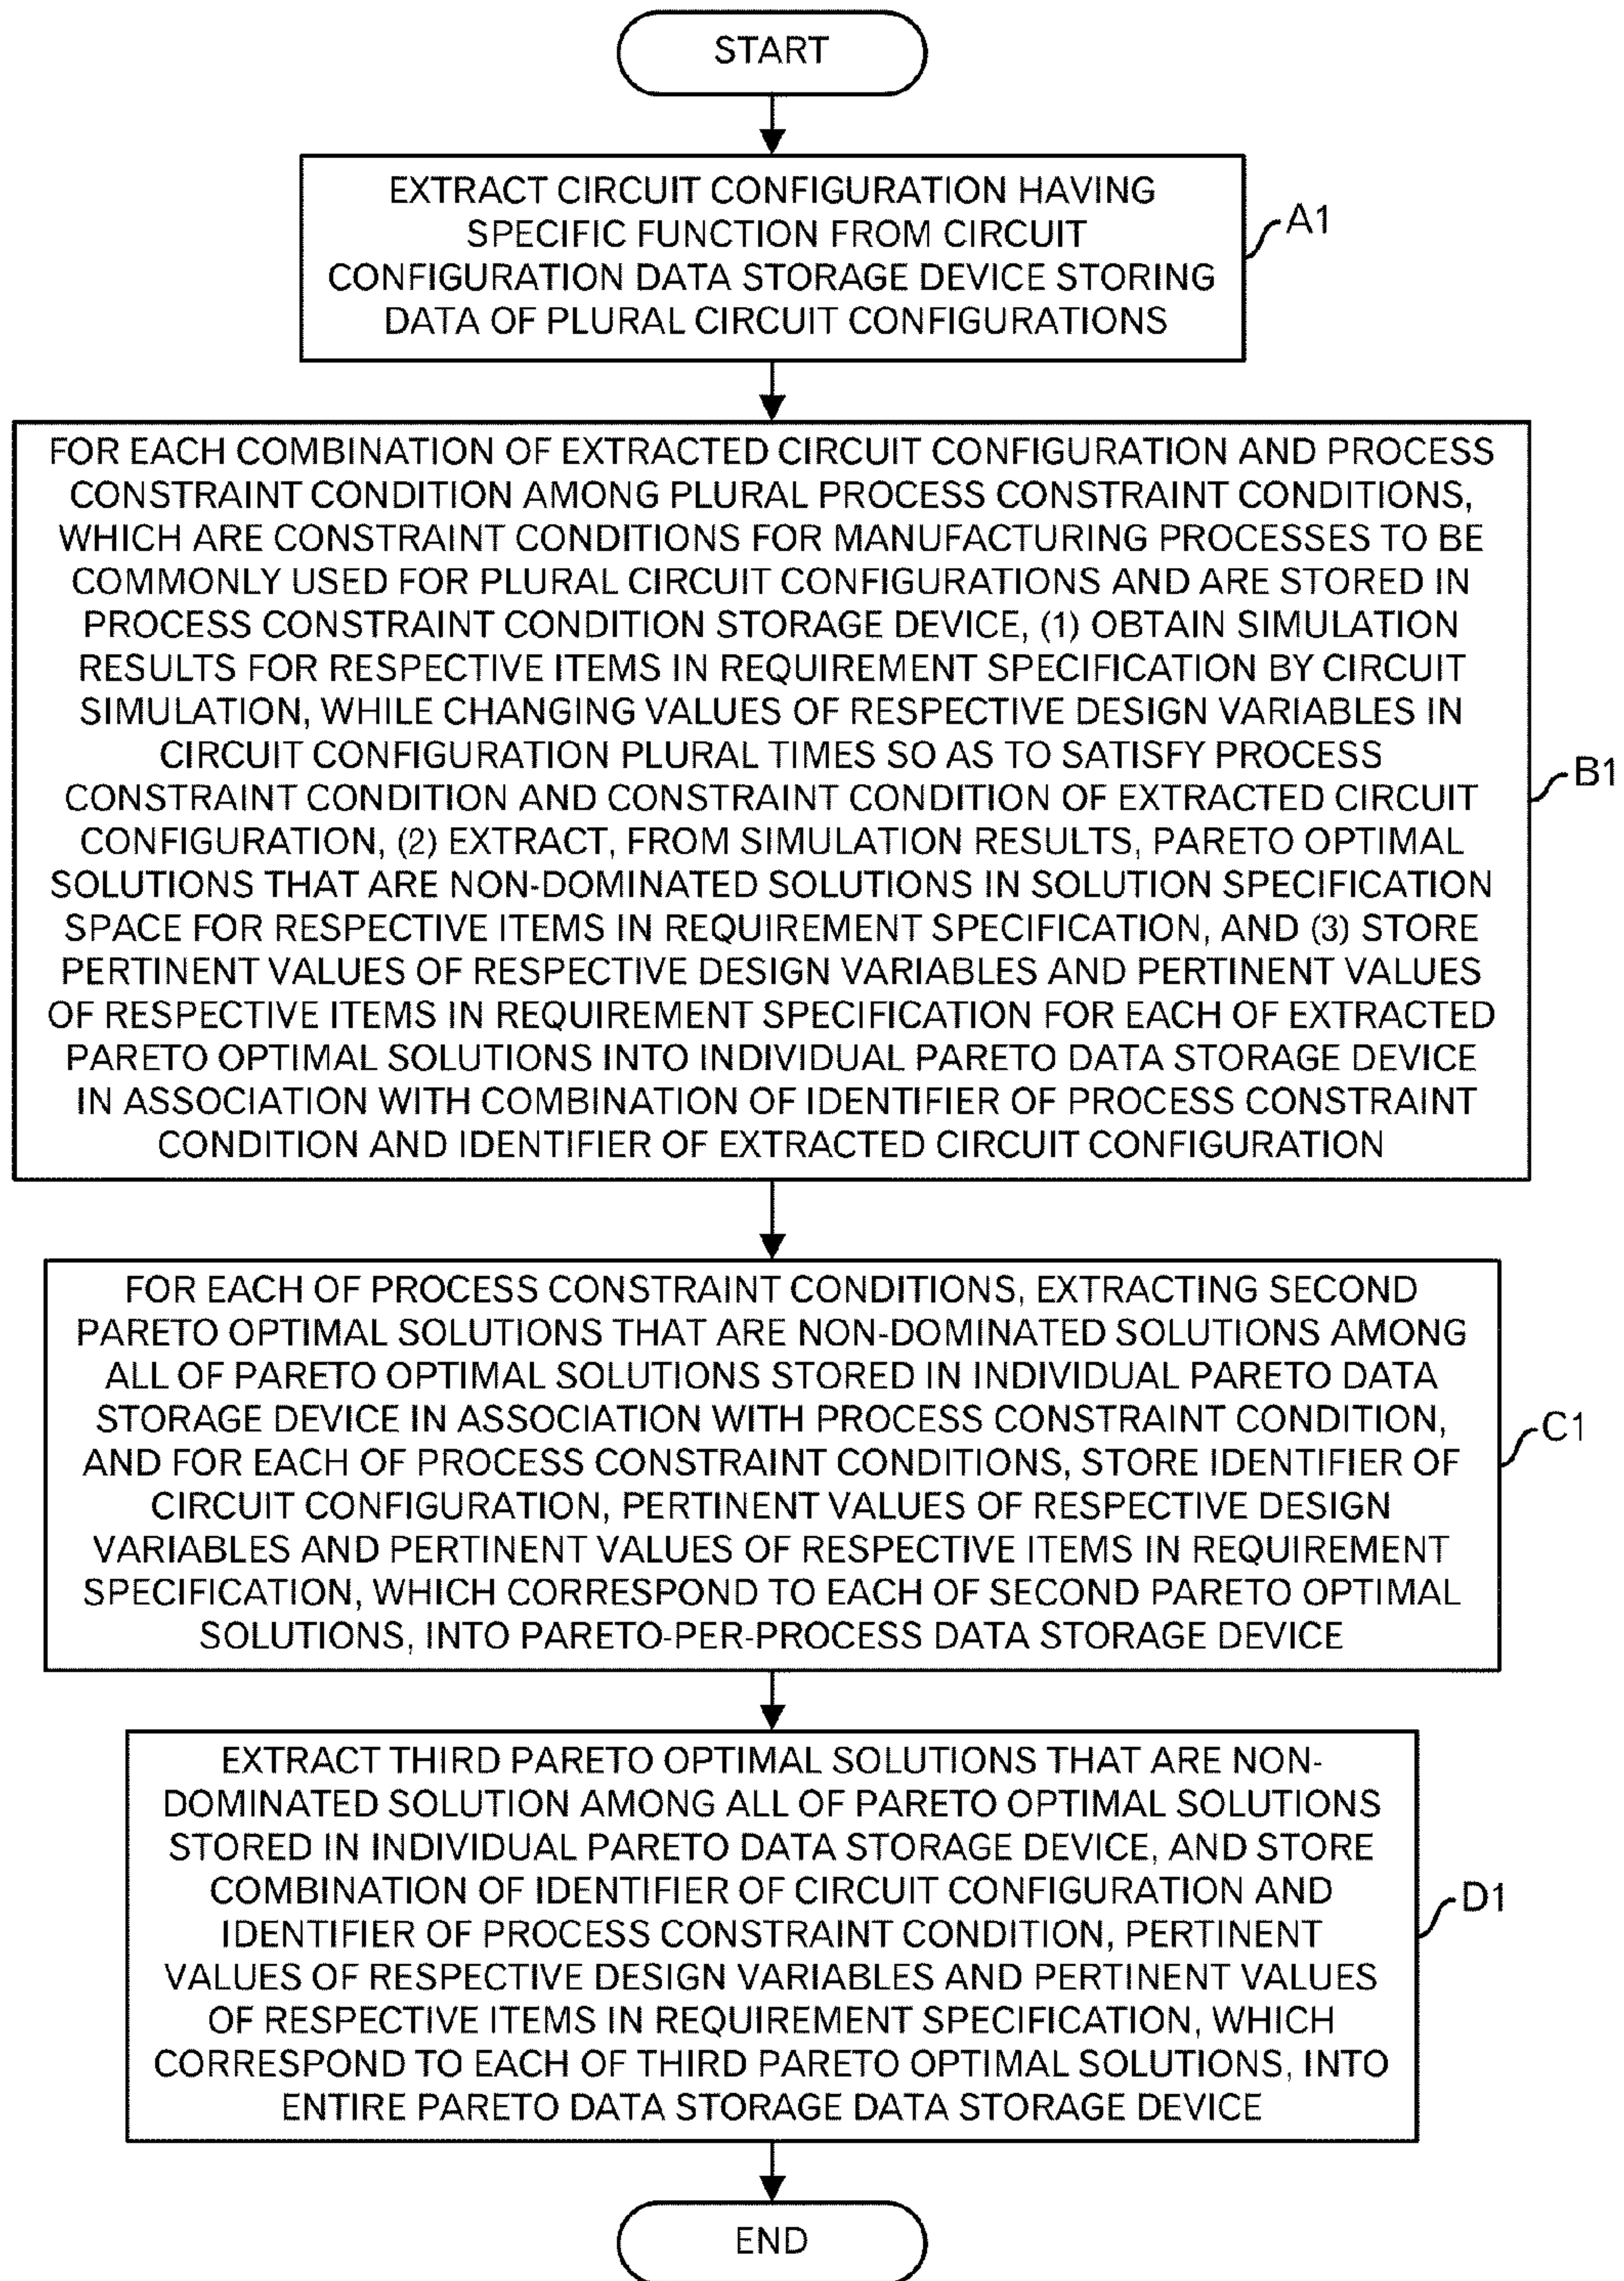 START
EXTRACT CIRCUIT CONFIGURATION HAVING
SPECIFIC FUNCTION FROM CIRCUIT
CONFIGURATION DATA STORAGE DEVICE STORING
DATA OF PLURAL CIRCUIT CONFIGURATIONS
A1
FOR EACH COMBINATION OF EXTRACTED CIRCUIT CONFIGURATION AND PROCESS
CONSTRAINT CONDITION AMONG PLURAL PROCESS CONSTRAINT CONDITIONS,
WHICH ARE CONSTRAINT CONDITIONS FOR MANUFACTURING PROCESSES TO BE
COMMONLY USED FOR PLURAL CIRCUIT CONFIGURATIONS AND ARE STORED IN
PROCESS CONSTRAINT CONDITION STORAGE DEVICE, (1) OBTAIN SIMULATION
RESULTS FOR RESPECTIVE ITEMS IN REQUIREMENT SPECIFICATION BY CIRCUIT
SIMULATION, WHILE CHANGING VALUES OF RESPECTIVE DESIGN VARIABLES IN
CIRCUIT CONFIGURATION PLURAL TIMES SO AS TO SATISFY PROCESS
CONSTRAINT CONDITION AND CONSTRAINT CONDITION OF EXTRACTED CIRCUIT
CONFIGURATION, (2) EXTRACT, FROM SIMULATION RESULTS, PARETO OPTIMAL
SOLUTIONS THAT ARE NON-DOMINATED SOLUTIONS IN SOLUTION SPECIFICATION
SPACE FOR RESPECTIVE ITEMS IN REQUIREMENT SPECIFICATION, AND (3) STORE
PERTINENT VALUES OF RESPECTIVE DESIGN VARIABLES AND PERTINENT VALUES
OF RESPECTIVE ITEMS IN REQUIREMENT SPECIFICATION FOR EACH OF EXTRACTED
PARETO OPTIMAL SOLUTIONS INTO INDIVIDUAL PARETO DATA STORAGE DEVICE
IN ASSOCIATION WITH COMBINATION OF IDENTIFIER OF PROCESS CONSTRAINT
CONDITION AND IDENTIFIER OF EXTRACTED CIRCUIT CONFIGURATION
B1
FOR EACH OF PROCESS CONSTRAINT CONDITIONS, EXTRACTING SECOND
PARETO OPTIMAL SOLUTIONS THAT ARE NON-DOMINATED SOLUTIONS AMONG
ALL OF PARETO OPTIMAL SOLUTIONS STORED IN INDIVIDUAL PARETO DATA
STORAGE DEVICE IN ASSOCIATION WITH PROCESS CONSTRAINT CONDITION,
AND FOR EACH OF PROCESS CONSTRAINT CONDITIONS, STORE IDENTIFIER OF
CIRCUIT CONFIGURATION, PERTINENT VALUES OF RESPECTIVE DESIGN
VARIABLES AND PERTINENT VALUES OF RESPECTIVE ITEMS IN REQUIREMENT
SPECIFICATION, WHICH CORRESPOND TO EACH OF SECOND PARETO OPTIMAL
SOLUTIONS, INTO PARETO-PER-PROCESS DATA STORAGE DEVICE
C1
EXTRACT THIRD PARETO OPTIMAL SOLUTIONS THAT ARE NON-
DOMINATED SOLUTION AMONG ALL OF PARETO OPTIMAL SOLUTIONS
STORED IN INDIVIDUAL PARETO DATA STORAGE DEVICE, AND STORE
COMBINATION OF IDENTIFIER OF CIRCUIT CONFIGURATION AND
IDENTIFIER OF PROCESS CONSTRAINT CONDITION, PERTINENT
VALUES OF RESPECTIVE DESIGN VARIABLES AND PERTINENT VALUES
OF RESPECTIVE ITEMS IN REQUIREMENT SPECIFICATION, WHICH
CORRESPOND TO EACH OF THIRD PARETO OPTIMAL SOLUTIONS, INTO
ENTIRE PARETO DATA STORAGE DATA STORAGE DEVICE
D1
END